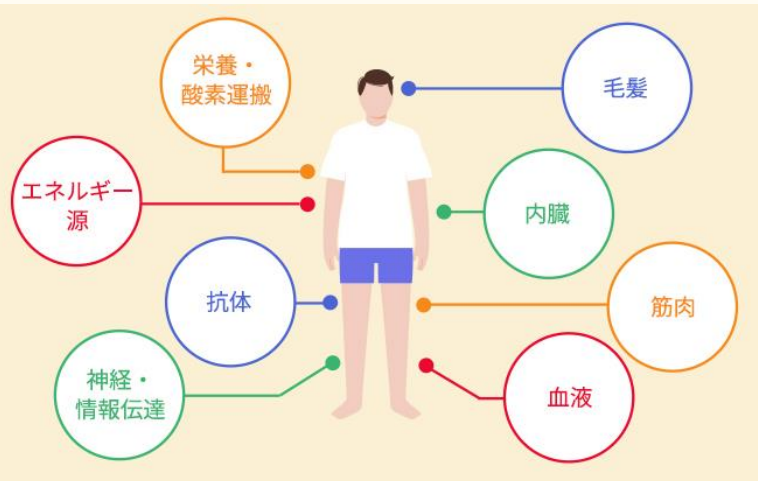 栄養・
酸素運搬
毛髪
エネルギー
源
内臓
抗体
筋肉
神経・
情報伝達
血液